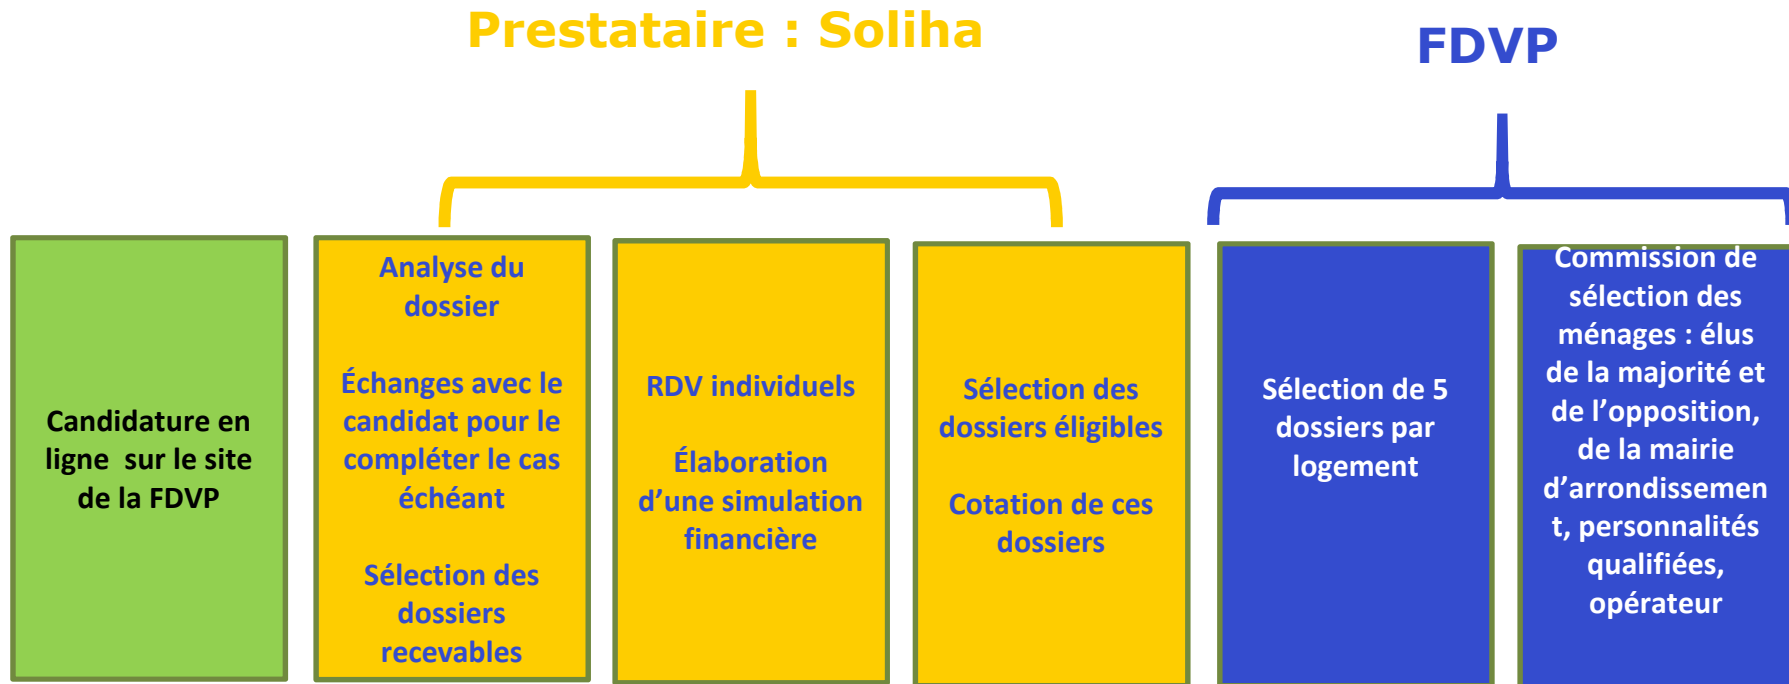 Prestataire : Soliha
FDVP
Candidature en
ligne  sur le site
de la FDVP
Analyse du
dossier
Échanges avec le
candidat pour le
compléter le cas
échéant
Sélection des
dossiers
recevables
RDV individuels
Élaboration
d’une simulation
financière
Sélection des
dossiers éligibles
Cotation de ces
dossiers
Sélection de 5
dossiers par
logement
Commission de
sélection des
ménages : élus
de la majorité et
de l’opposition,
de la mairie
d’arrondissemen
t, personnalités
qualifiées,
opérateur